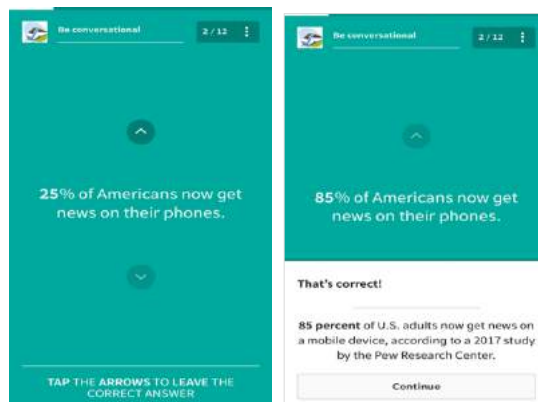 Be conversational
2 / 12
25% of Americans now get
news on their phones.
TAP THE ARROWS TO LEAVE THE
CORRECT ANSWER
Be conversational
2 / 12
85% of Americans now get
news on their phones.
That's correct!
85 percent of U.S. adults now get news on
a mobile device, according to a 2017 study
by the Pew Research Center.
Continue